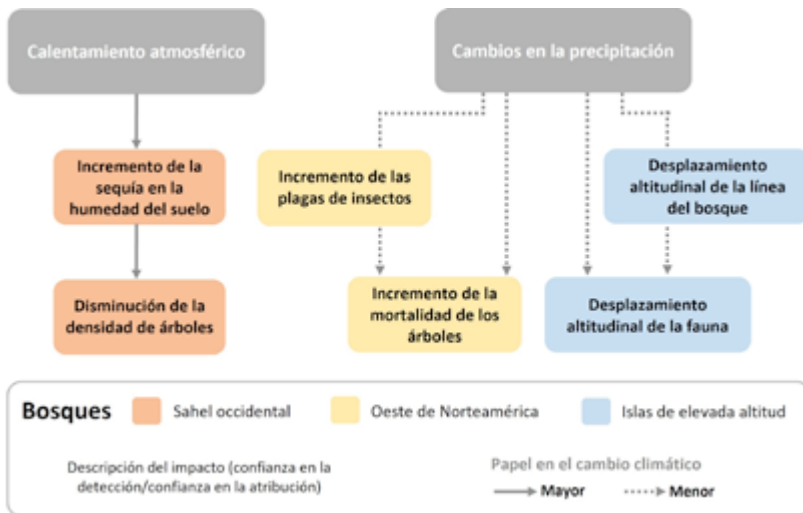 Calentamiento atmosférico
Cambios en la precipitación
Incremento de la
sequía en la
humedad del suelo
Incremento de las
plagas de insectos
Desplazamiento
altitudinal de la línea
del bosque
Disminución de la
densidad de árboles
Incremento de la
mortalidad de los
árboles
Desplazamiento
altitudinal de la fauna
Bosques
Sahel occidental
Oeste de Norteamérica
Islas de elevada altitud
Descripción del impacto (confianza en la
detección/confianza en la atribución)
Papel en el cambio climático
Mayor
Menor